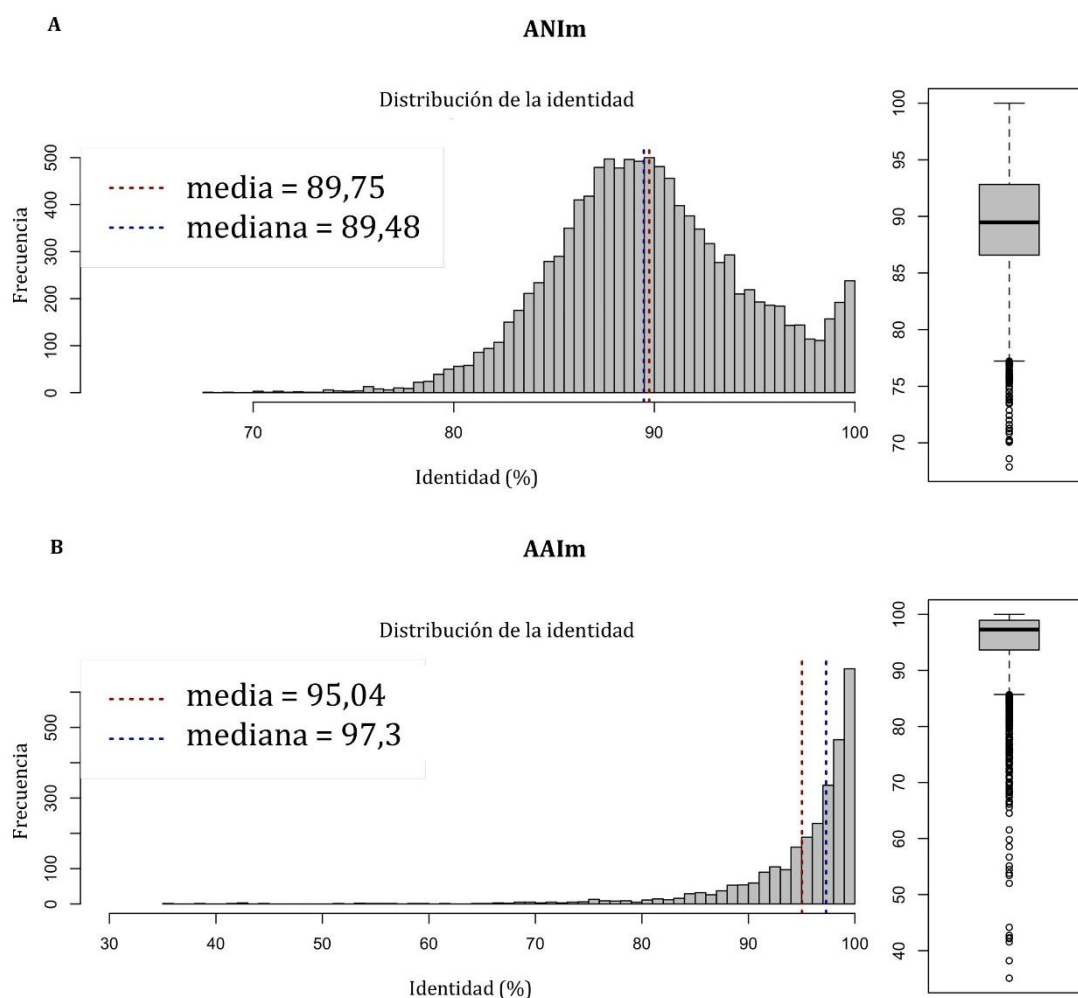 A
ANIm
Distribución de la identidad
media = 89,75
mediana = 89,48
Frecuencia
500
400
300
200
100
0
70 80 90 100
Identidad (%)
100
95
90
85
80
75
70
B
AAIm
Distribución de la identidad
media = 95,04
mediana = 97,3
Frecuencia
500
300
100
0
30 40 50 60 70 80 90 100
Identidad (%)
100
90
80
70
60
50
40